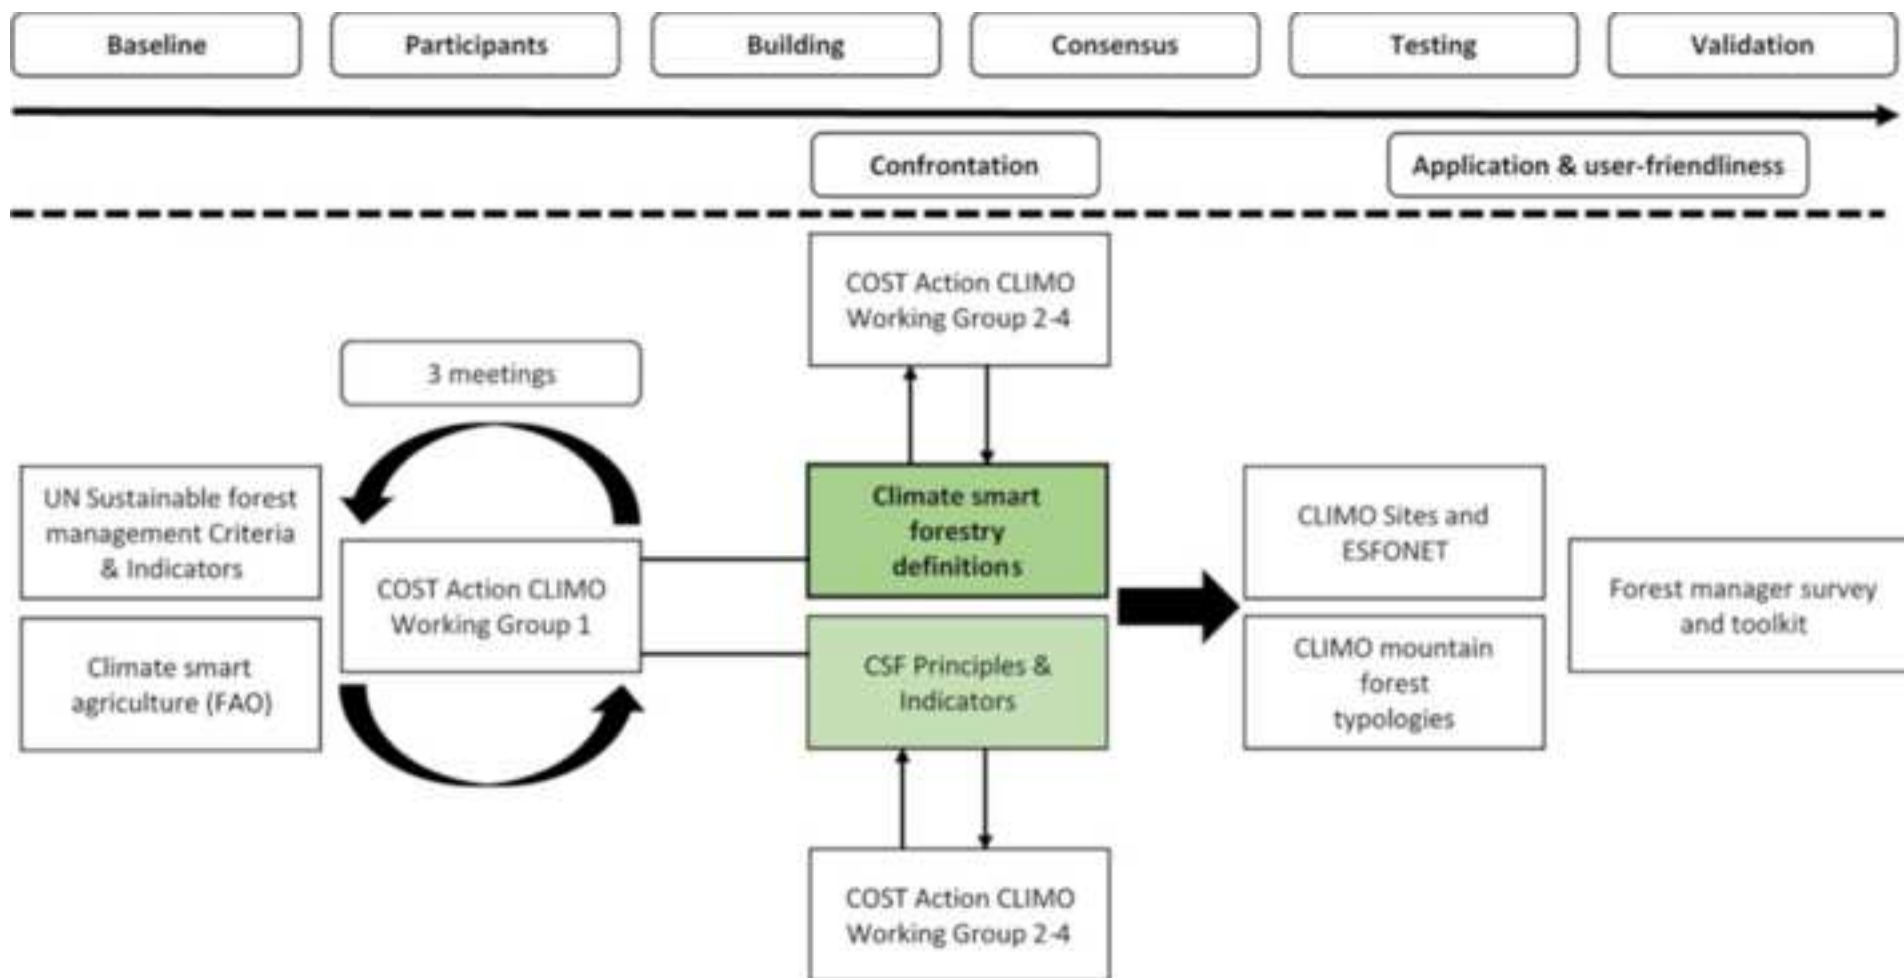 Baseline
Participants
Building
Consensus
Testing
Validation
Confrontation
Application & user-friendliness
COST Action CLIMO
Working Group 2-4
3 meetings
UN Sustainable forest
management Criteria
& Indicators
Climate smart
agriculture (FAO)
COST Action CLIMO
Working Group 1
Climate smart
forestry
definitions
CSF Principles &
Indicators
CLIMO Sites and
ESFONET
CLIMO mountain
forest
typologies
Forest manager survey
and toolkit
COST Action CLIMO
Working Group 2-4